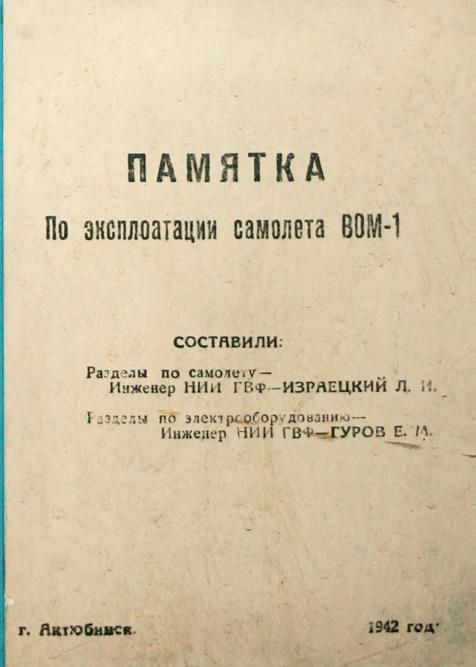 ПАМЯТКА
По эксплоатации самолета ВОМ-1
СОСТАВИЛИ:
Разделы по самолету—
Инженер НИИ ГВФ—ИЗРАЕЦКИЙ Л. И.
Разделы по электрооборудованию—
Инженер НИИ ГВФ—ГУРОВ Е.
г. Актюбинск.
1942 год.